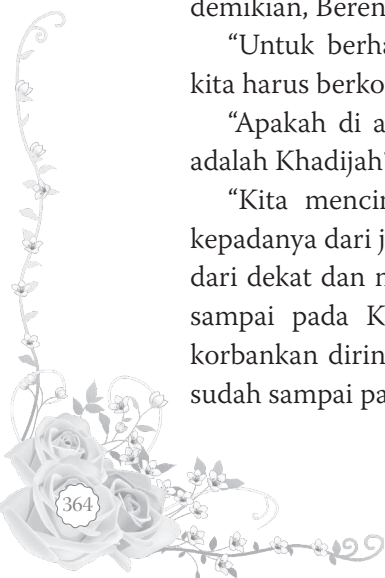 demikian, Beren
“Untuk berha
kita harus berko
“Apakah di a
adalah Khadijah
“Kita mencin
kepadanya dari j
dari dekat dan m
sampai pada K
korbankan dirin
sudah sampai pa
364